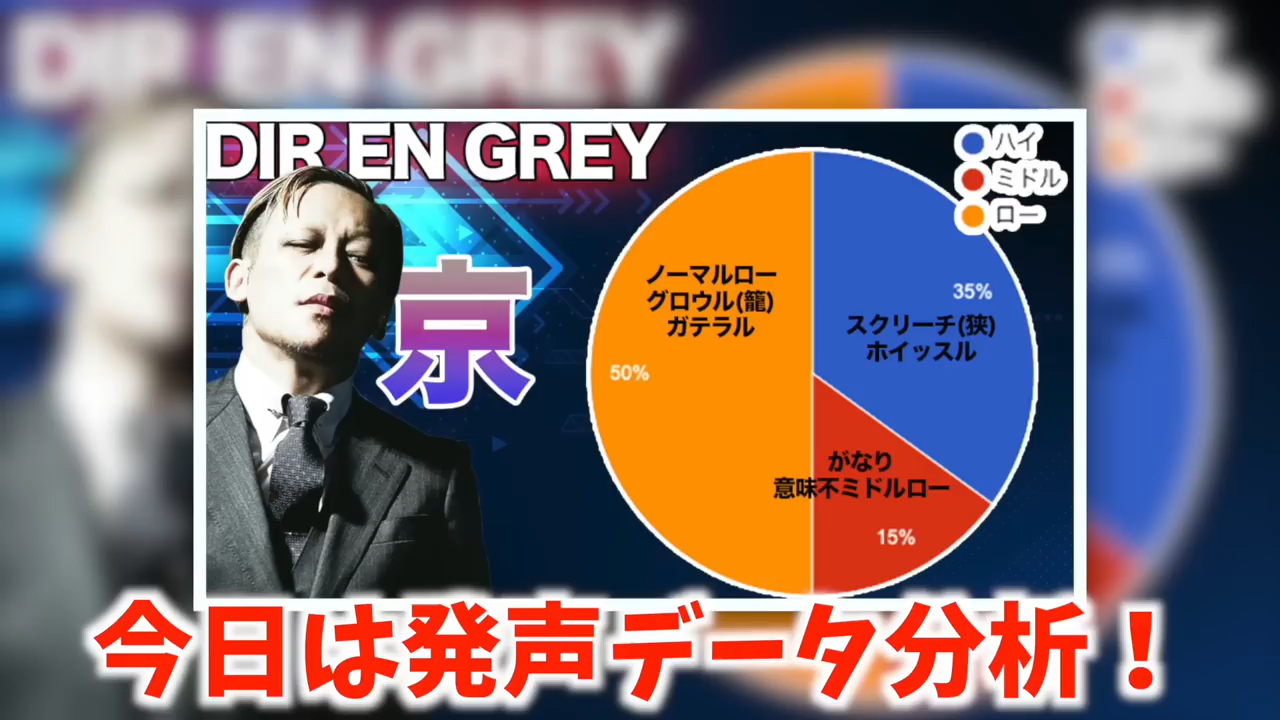 DIR EN GREY
京
ハイ
ミドル
ロー
ノーマルロー
グロウル(籠)
ガテラル
50%
35%
スクリーチ(狭)
ホイッスル
がなり
意味不ミドルロー
15%
今日は発声データ分析！